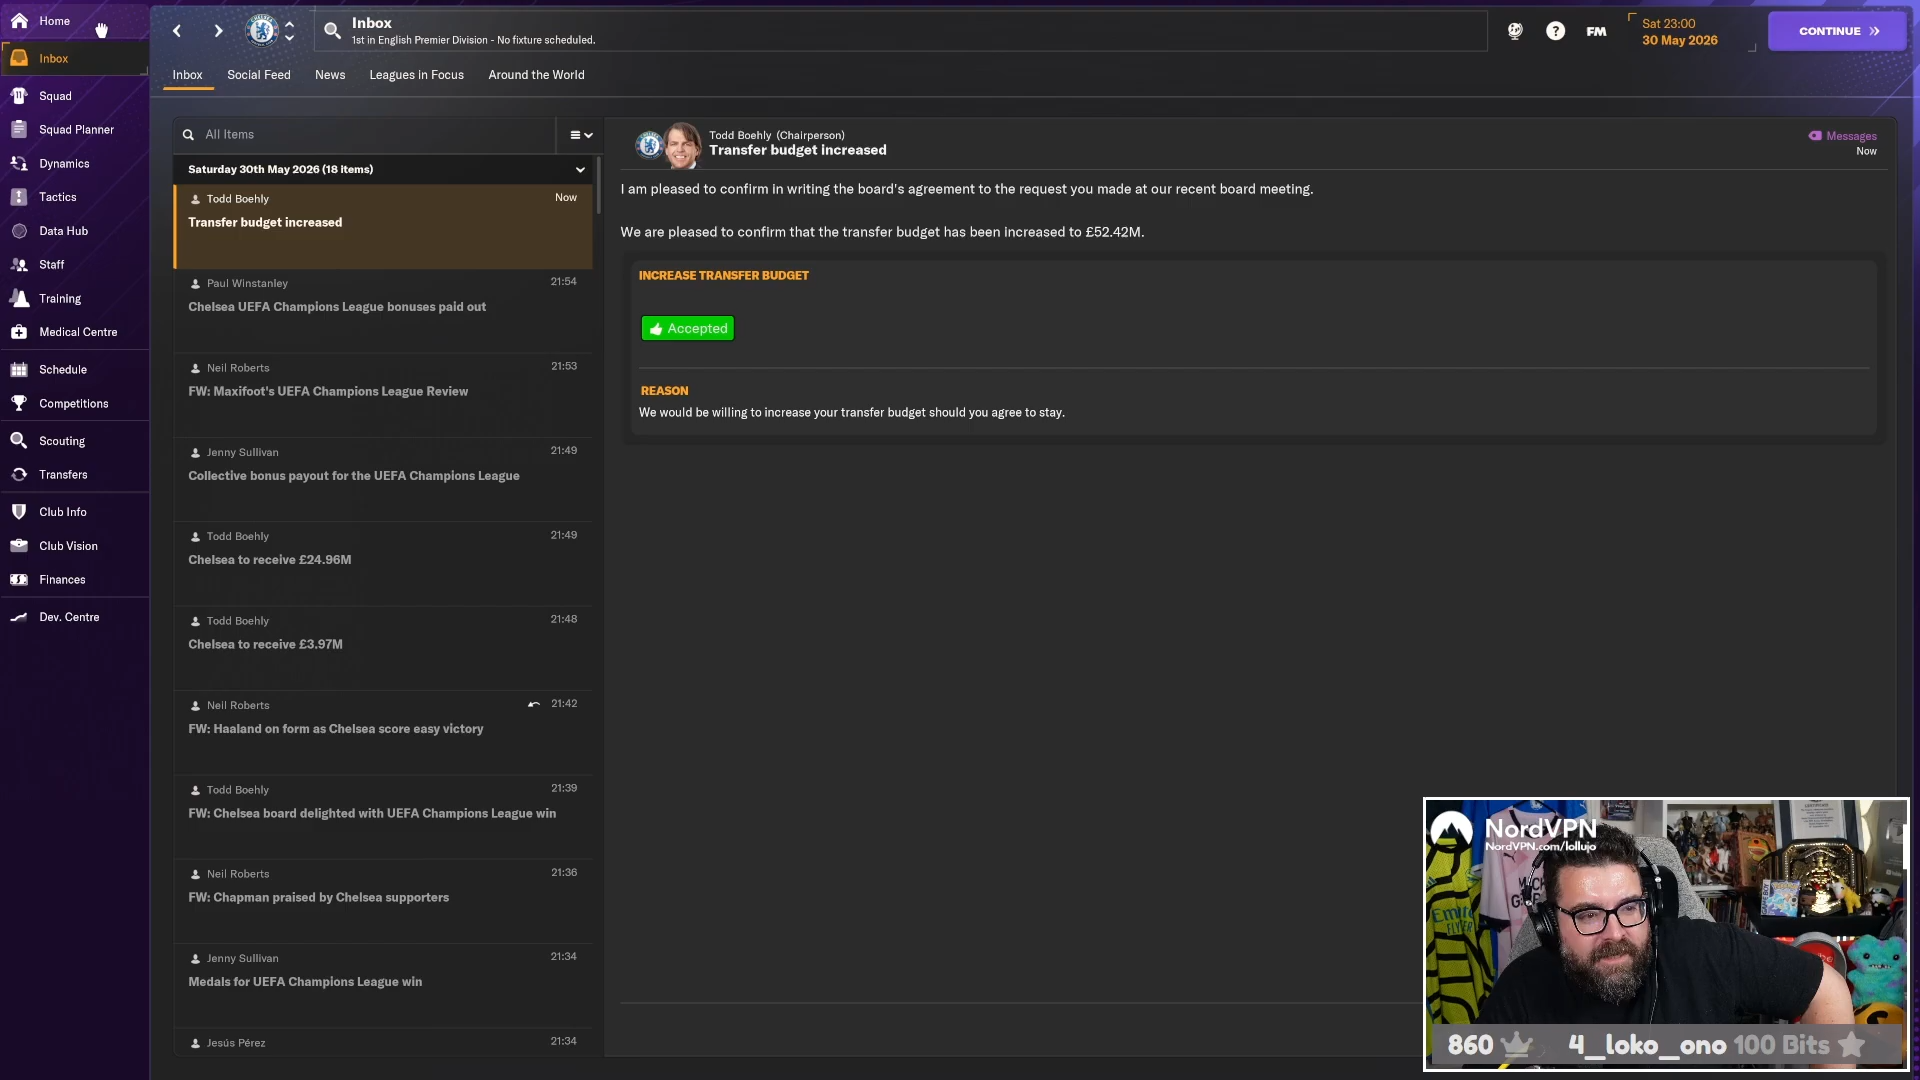 Home
Inbox
Squad
Squad Planner
Dynamics
Tactics
Data Hub
Staff
Training
Medical Centre
Schedule
Competitions
Scouting
Transfers
Club Info
Club Vision
Finances
Dev. Centre
Inbox
1st in English Premier Division - No fixture scheduled.
FM
Sat 23:00
30 May 2026
CONTINUE
Inbox Social Feed News Leagues in Focus Around the World
All Items
Saturday 30th May 2026 (18 items)
Todd Boehly Now
Transfer budget increased
Paul Winstanley 21:54
Chelsea UEFA Champions League bonuses paid out
Neil Roberts 21:53
FW: Maxifoot's UEFA Champions League Review
Jenny Sullivan 21:49
Collective bonus payout for the UEFA Champions League
Todd Boehly 21:49
Chelsea to receive £24.96M
Todd Boehly 21:48
Chelsea to receive £3.97M
Neil Roberts 21:42
FW: Haaland on form as Chelsea score easy victory
Todd Boehly 21:39
FW: Chelsea board delighted with UEFA Champions League win
Neil Roberts 21:36
FW: Chapman praised by Chelsea supporters
Jenny Sullivan 21:34
Medals for UEFA Champions League win
Jesús Pérez 21:34
Todd Boehly (Chairperson)
Transfer budget increased
Messages
Now
I am pleased to confirm in writing the board's agreement to the request you made at our recent board meeting.
We are pleased to confirm that the transfer budget has been increased to £52.42M.
INCREASE TRANSFER BUDGET
Accepted
REASON
We would be willing to increase your transfer budget should you agree to stay.
NordVPN
NordVPN.com/lollujo
860 4_loko_ono 100 Bits